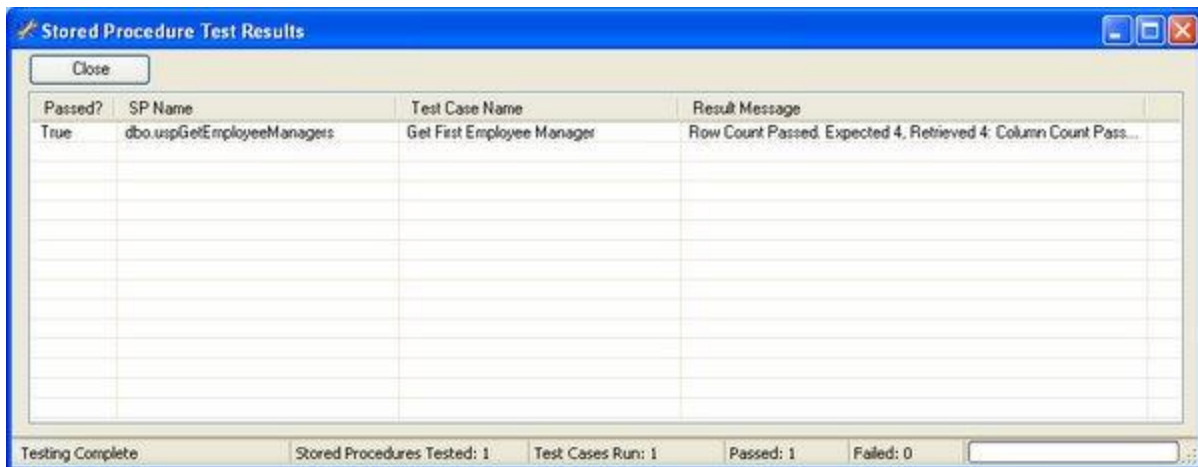 Stored Procedure Test Results
Close
Passed? SP Name Test Case Name Result Message
True dbo.uspGetEmployeeManagers Get First Employee Manager Row Count Passed. Expected 4, Retrieved 4: Column Count Pass...
Testing Complete Stored Procedures Tested: 1 Test Cases Run: 1 Passed: 1 Failed: 0